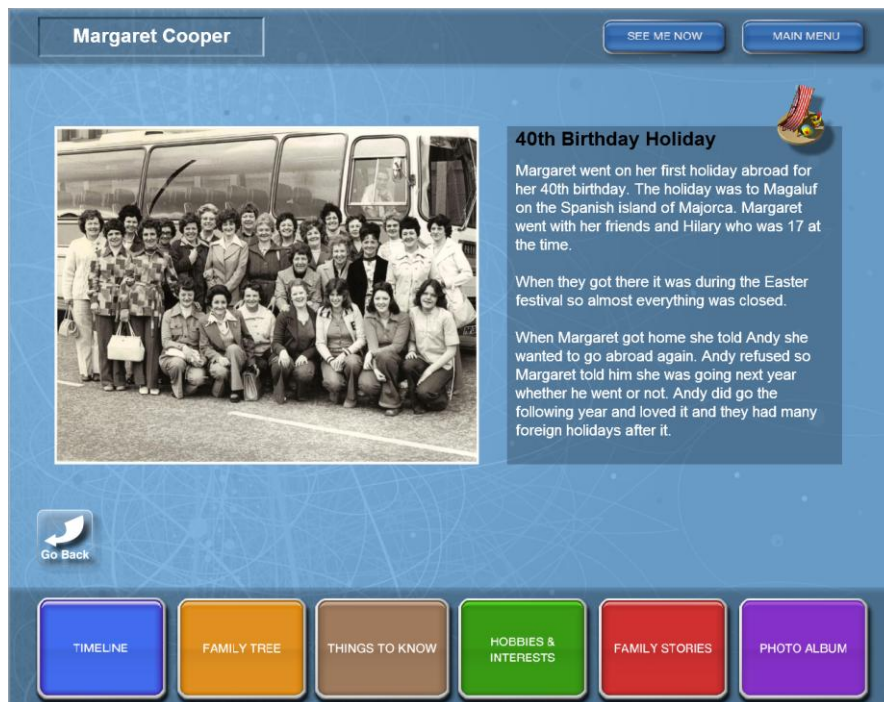 Margaret Cooper
SEE ME NOW
MAIN MENU
40th Birthday Holiday
Margaret went on her first holiday abroad for
her 40th birthday. The holiday was to Magaluf
on the Spanish island of Majorca. Margaret
went with her friends and Hilary who was 17 at
the time.
When they got there it was during the Easter
festival so almost everything was closed.
When Margaret got home she told Andy she
wanted to go abroad again. Andy refused so
Margaret told him she was going next year
whether he went or not. Andy did go the
following year and loved it and they had many
foreign holidays after it.
Go Back
TIMELINE
FAMILY TREE
THINGS TO KNOW
HOBBIES &
INTERESTS
FAMILY STORIES
PHOTO ALBUM